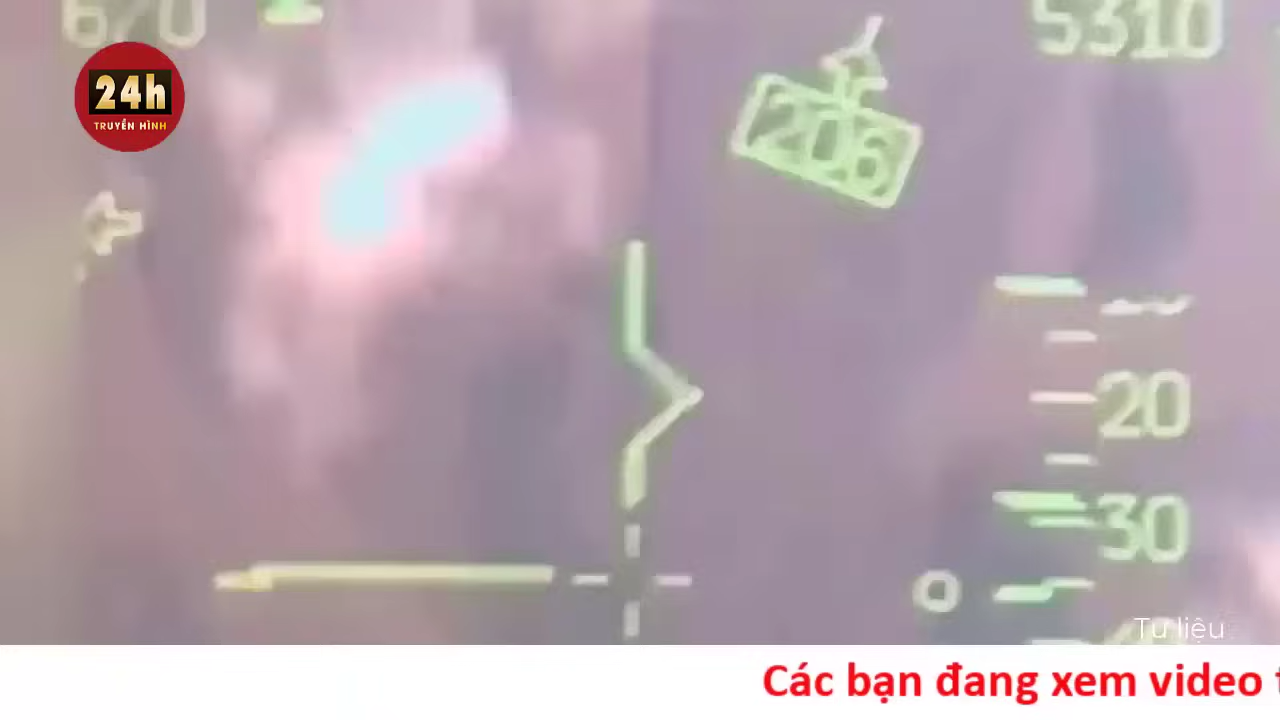 670
5310
24h
TRUYỀN HÌNH
206
20
30
Tư liệu
Các bạn đang xem video